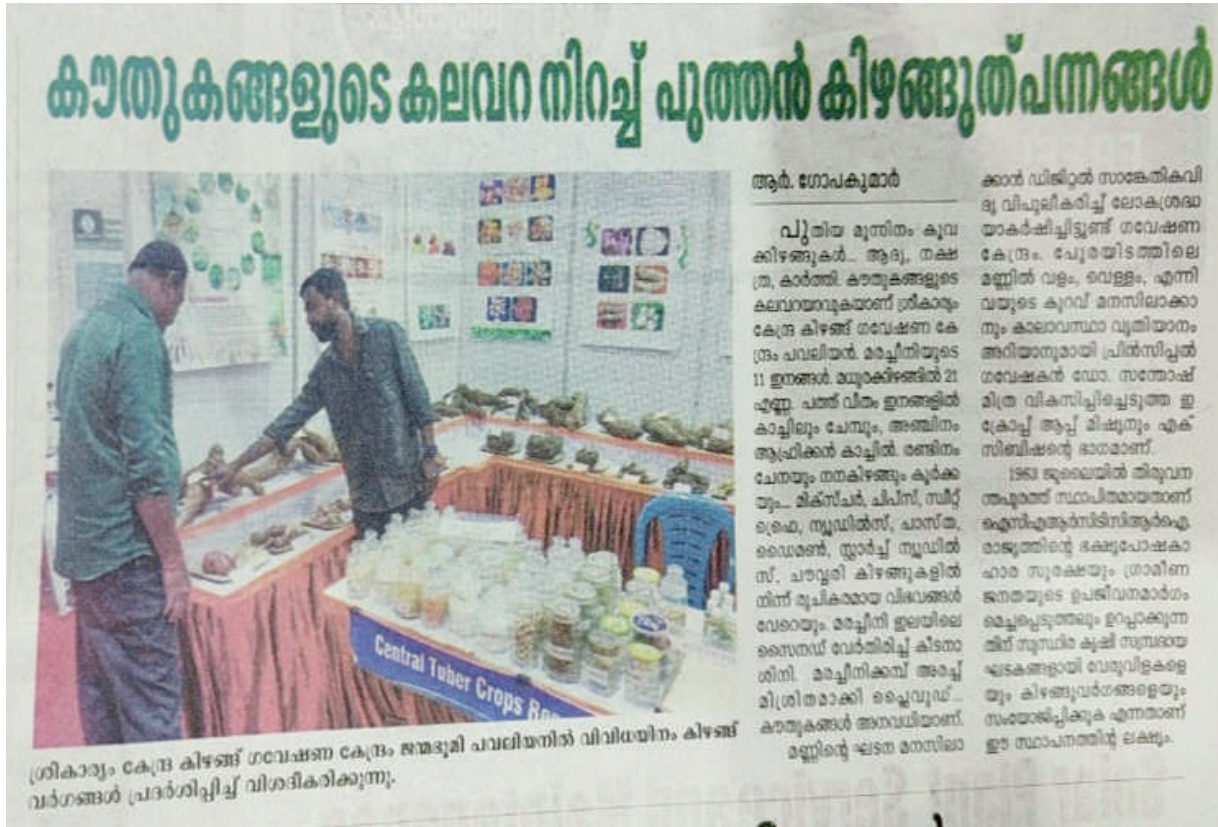 കൗതുകങ്ങളുടെ കലവറ നിറച്ച് പുത്തൻ കിഴങ്ങുത്പന്നങ്ങൾ
Central Tuber Crops Res
ശ്രീകാര്യം കേന്ദ്ര കിഴങ്ങ് ഗവേഷണ കേന്ദ്രം ജന്മഭൂമി പവലിയനിൽ വിവിധയിനം കിഴങ്ങ്
വർഗങ്ങൾ പ്രദർശിപ്പിച്ച് വിശദീകരിക്കുന്നു.
ആർ. ഗോപകുമാർ
പുതിയ മൂന്നിനം കൂവ
ക്കിഴങ്ങുകൾ... ആദ്യ, നക്ഷ
ത്ര, കാർത്തി. കൗതുകങ്ങളുടെ
കലവറയാവുകയാണ് ശ്രീകാര്യം
കേന്ദ്ര കിഴങ്ങ് ഗവേഷണ കേ
ന്ദ്രം പവലിയൻ. മരച്ചീനിയുടെ
11 ഇനങ്ങൾ. മധുരക്കിഴങ്ങിൽ 21
എണ്ണ. പത്ത് വീതം ഇനങ്ങളിൽ
കാച്ചിലും ചേമ്പും, അഞ്ചിനം
ആഫ്രിക്കൻ കാച്ചിൽ. രണ്ടിനം
ചേനയും നനകിഴങ്ങും കൂർക്ക
യും... മിക്സ്ചർ, ചിപ്സ്, സ്വീറ്റ്
ഫ്രൈ, ന്യൂഡിൽസ്, പാസ്ത,
ഡൈമൺ, സ്റ്റാർച്ച് ന്യൂഡിൽ
സ്, ചൗവ്വരി കിഴങ്ങുകളിൽ
നിന്ന് രുചികരമായ വിഭവങ്ങൾ
വേറെയും. മരച്ചീനി ഇലയിലെ
സൈനഡ് വേർതിരിച്ച് കീടനാ
ശിനി. മരച്ചീനിക്കമ്പ് അരച്ച്
മിശ്രിതമാക്കി പ്ലൈവുഡ്...
കൗതുകങ്ങൾ അനവധിയാണ്.
മണ്ണിന്റെ ഘടന മനസിലാ
ക്കാൻ ഡിജിറ്റൽ സാങ്കേതികവി
ദ്യ വിപുലീകരിച്ച് ലോകശ്രദ്ധ
യാകർഷിച്ചിട്ടുണ്ട് ഗവേഷണ
കേന്ദ്രം. പുരയിടത്തിലെ
മണ്ണിൽ വളം, വെള്ളം, എന്നി
വയുടെ കുറവ് മനസിലാക്കാ
നും കാലാവസ്ഥാ വ്യതിയാനം
അറിയാനുമായി പ്രിൻസിപ്പൽ
ഗവേഷകൻ ഡോ. സന്തോഷ്
മിത്ര വികസിപ്പിച്ചെടുത്ത ഇ
ക്രോപ്പ് ആപ്പ് മിഷ്യനും എക്
സിബിഷന്റെ ഭാഗമാണ്.
1963 ജൂലൈയിൽ തിരുവന
ന്തപുരത്ത് സ്ഥാപിതമായതാണ്
ഐസിഎആർസിടിസിആർഐ.
രാജ്യത്തിന്റെ ഭക്ഷ്യപോഷകാ
ഹാര സുരക്ഷയും ഗ്രാമീണ
ജനതയുടെ ഉപജീവനമാർഗം
മെച്ചപ്പെടുത്തലും ഉറപ്പാക്കുന്ന
തിന് സുസ്ഥിര കൃഷി സമ്പ്രദായ
ഘടകങ്ങളായി വേരുവിളകളെ
യും കിഴങ്ങുവർഗങ്ങളെയും
സംയോജിപ്പിക്കുക എന്നതാണ്
ഈ സ്ഥാപനത്തിന്റെ ലക്ഷ്യം.